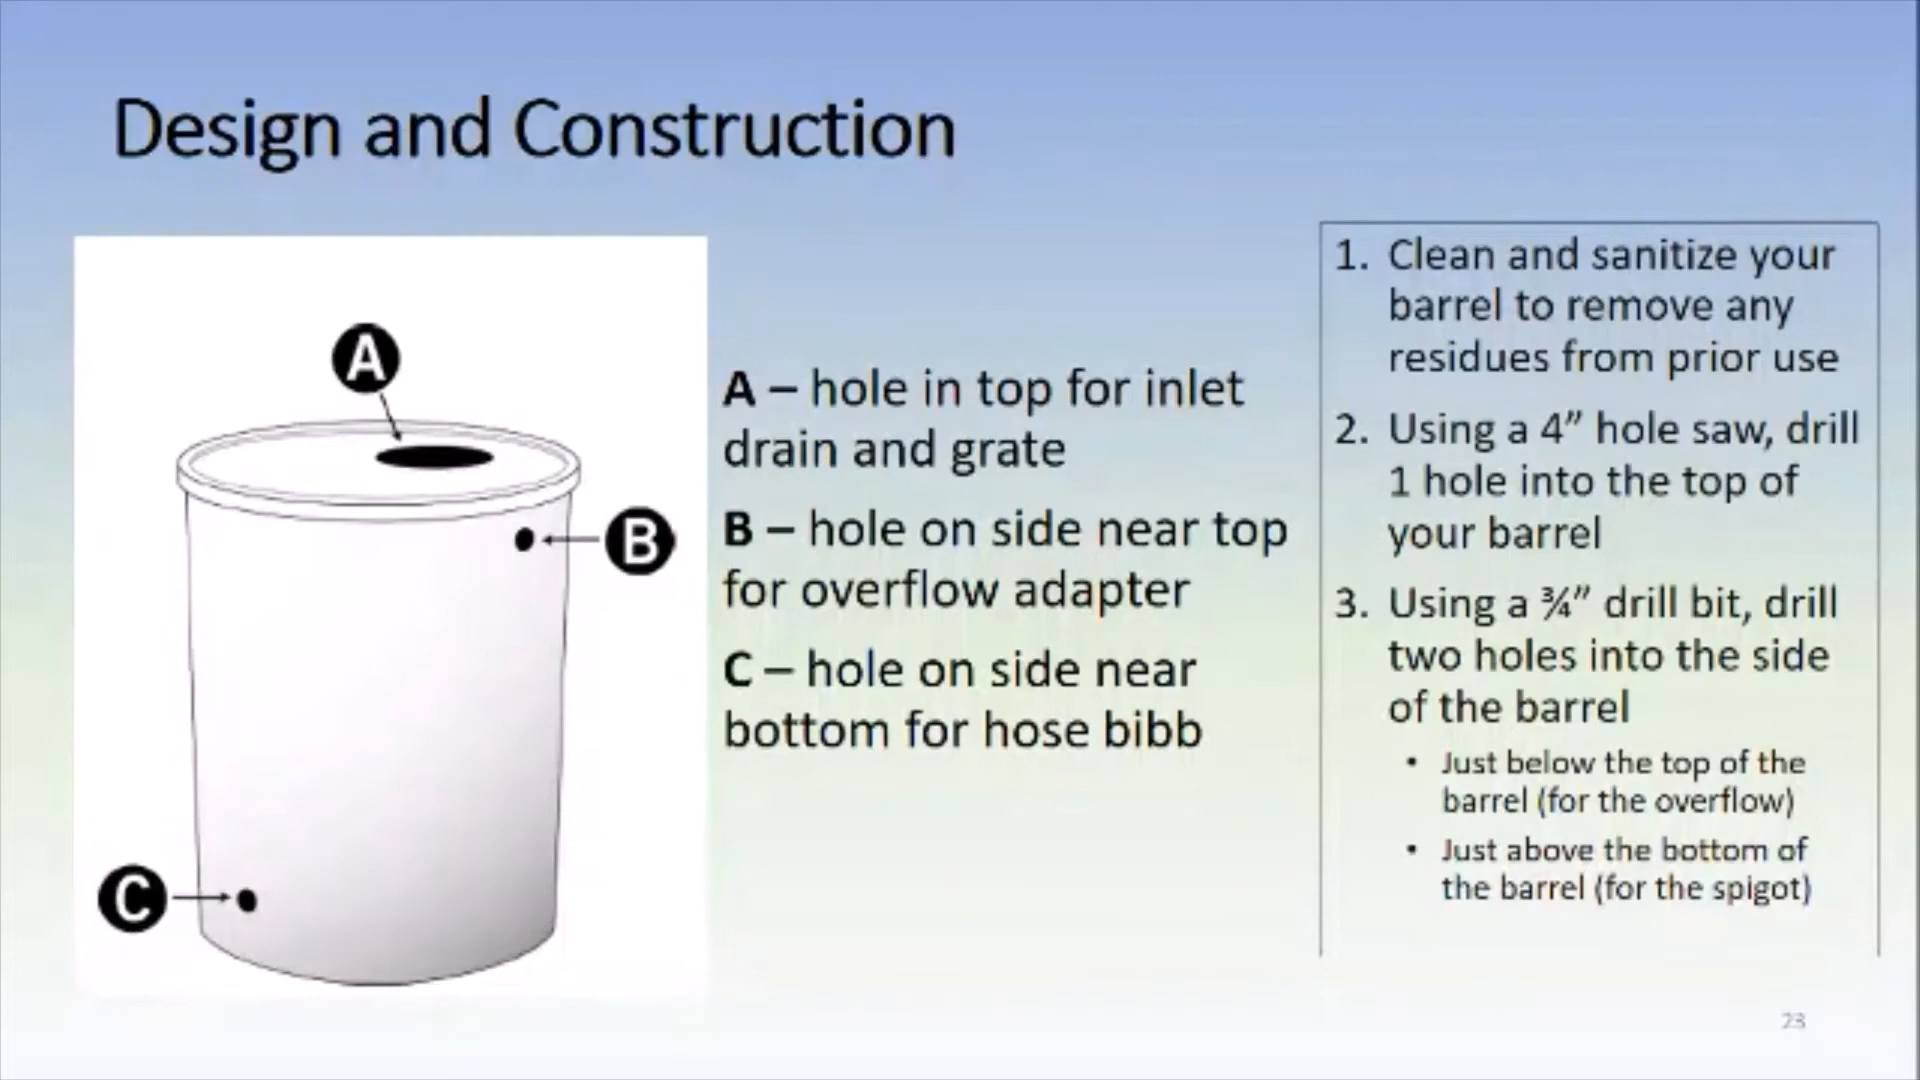 Design and Construction
A
B
C
A – hole in top for inlet
drain and grate
B – hole on side near top
for overflow adapter
C – hole on side near
bottom for hose bibb
1. Clean and sanitize your
barrel to remove any
residues from prior use
2. Using a 4” hole saw, drill
1 hole into the top of
your barrel
3. Using a ¾” drill bit, drill
two holes into the side
of the barrel
• Just below the top of the
barrel (for the overflow)
• Just above the bottom of
the barrel (for the spigot)
23